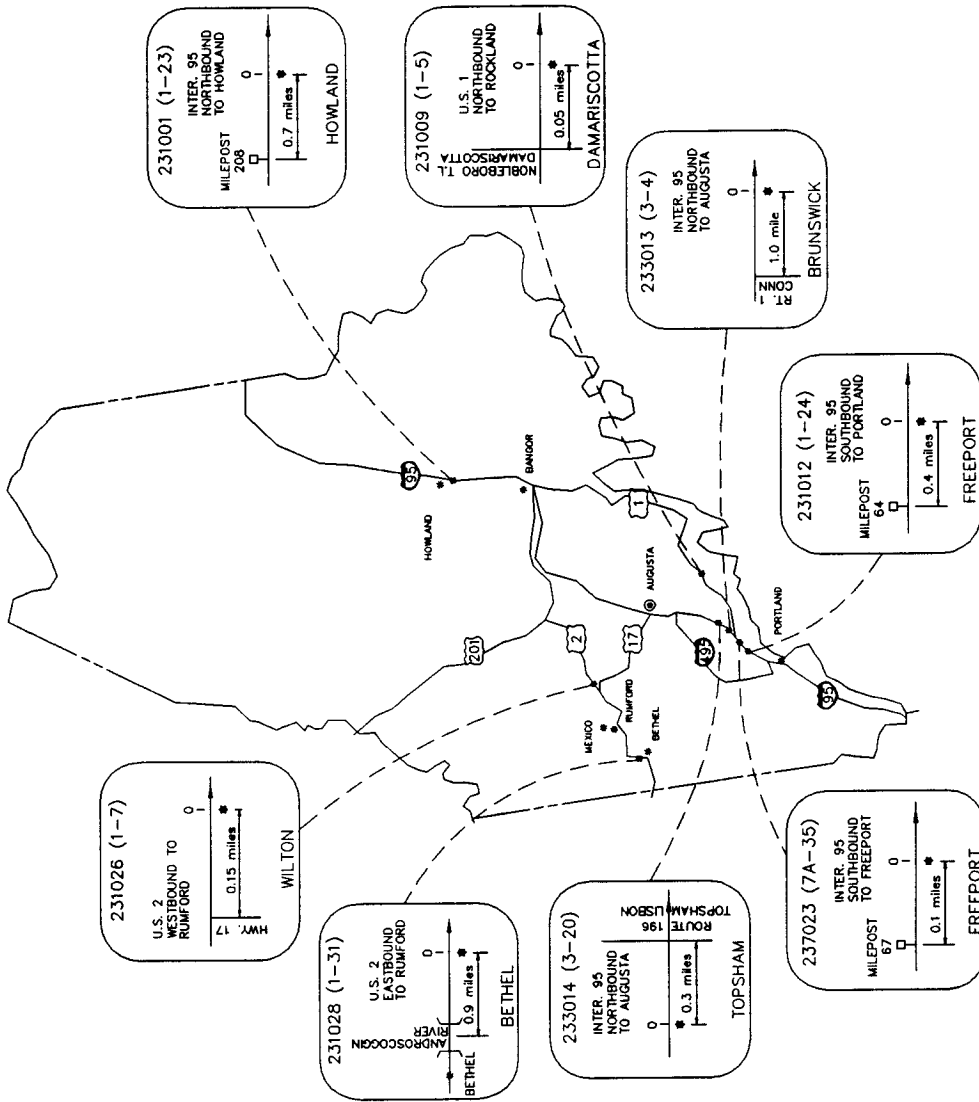 231001 (1-23)
INTER. 95
NORTHBOUND
TO HOWLAND
MILEPOST
208
0
0.7 miles
HOWLAND
231009 (1-5)
U.S. 1
NORTHBOUND
TO ROCKLAND
NOBLEBORO T.L
DAMARISCOTTA
0
0.05 miles
DAMARISCOTTA
233013 (3-4)
INTER. 95
NORTHBOUND
TO AUGUSTA
RT. 1
CONN
0
1.0 mile
BRUNSWICK
231012 (1-24)
INTER. 95
SOUTHBOUND
TO PORTLAND
MILEPOST
64
0
0.4 miles
FREEPORT
95
HOWLAND
BANGOR
1
AUGUSTA
201
2
17
495
PORTLAND
95
MEXICO
RUMFORD
BETHEL
231026 (1-7)
U.S. 2
WESTBOUND TO
RUMFORD
HWY. 17
0
0.15 miles
WILTON
231028 (1-31)
U.S. 2
EASTBOUND
TO RUMFORD
ANDROSCOGGIN
RIVER
BETHEL
0
0.9 miles
BETHEL
233014 (3-20)
INTER. 95
NORTHBOUND
TO AUGUSTA
ROUTE 196
TOPSHAM/LISBON
0
0.3 miles
TOPSHAM
237023 (7A-35)
INTER. 95
SOUTHBOUND
TO FREEPORT
MILEPOST
67
0
0.1 miles
FREEPORT